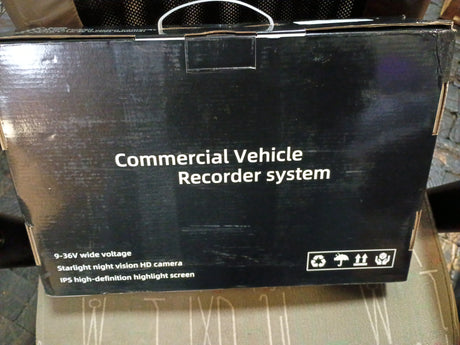 Commercial Vehicle
Recorder system
9-36V wide voltage
Starlight night vision HD camera
IPS high-definition highlight screen